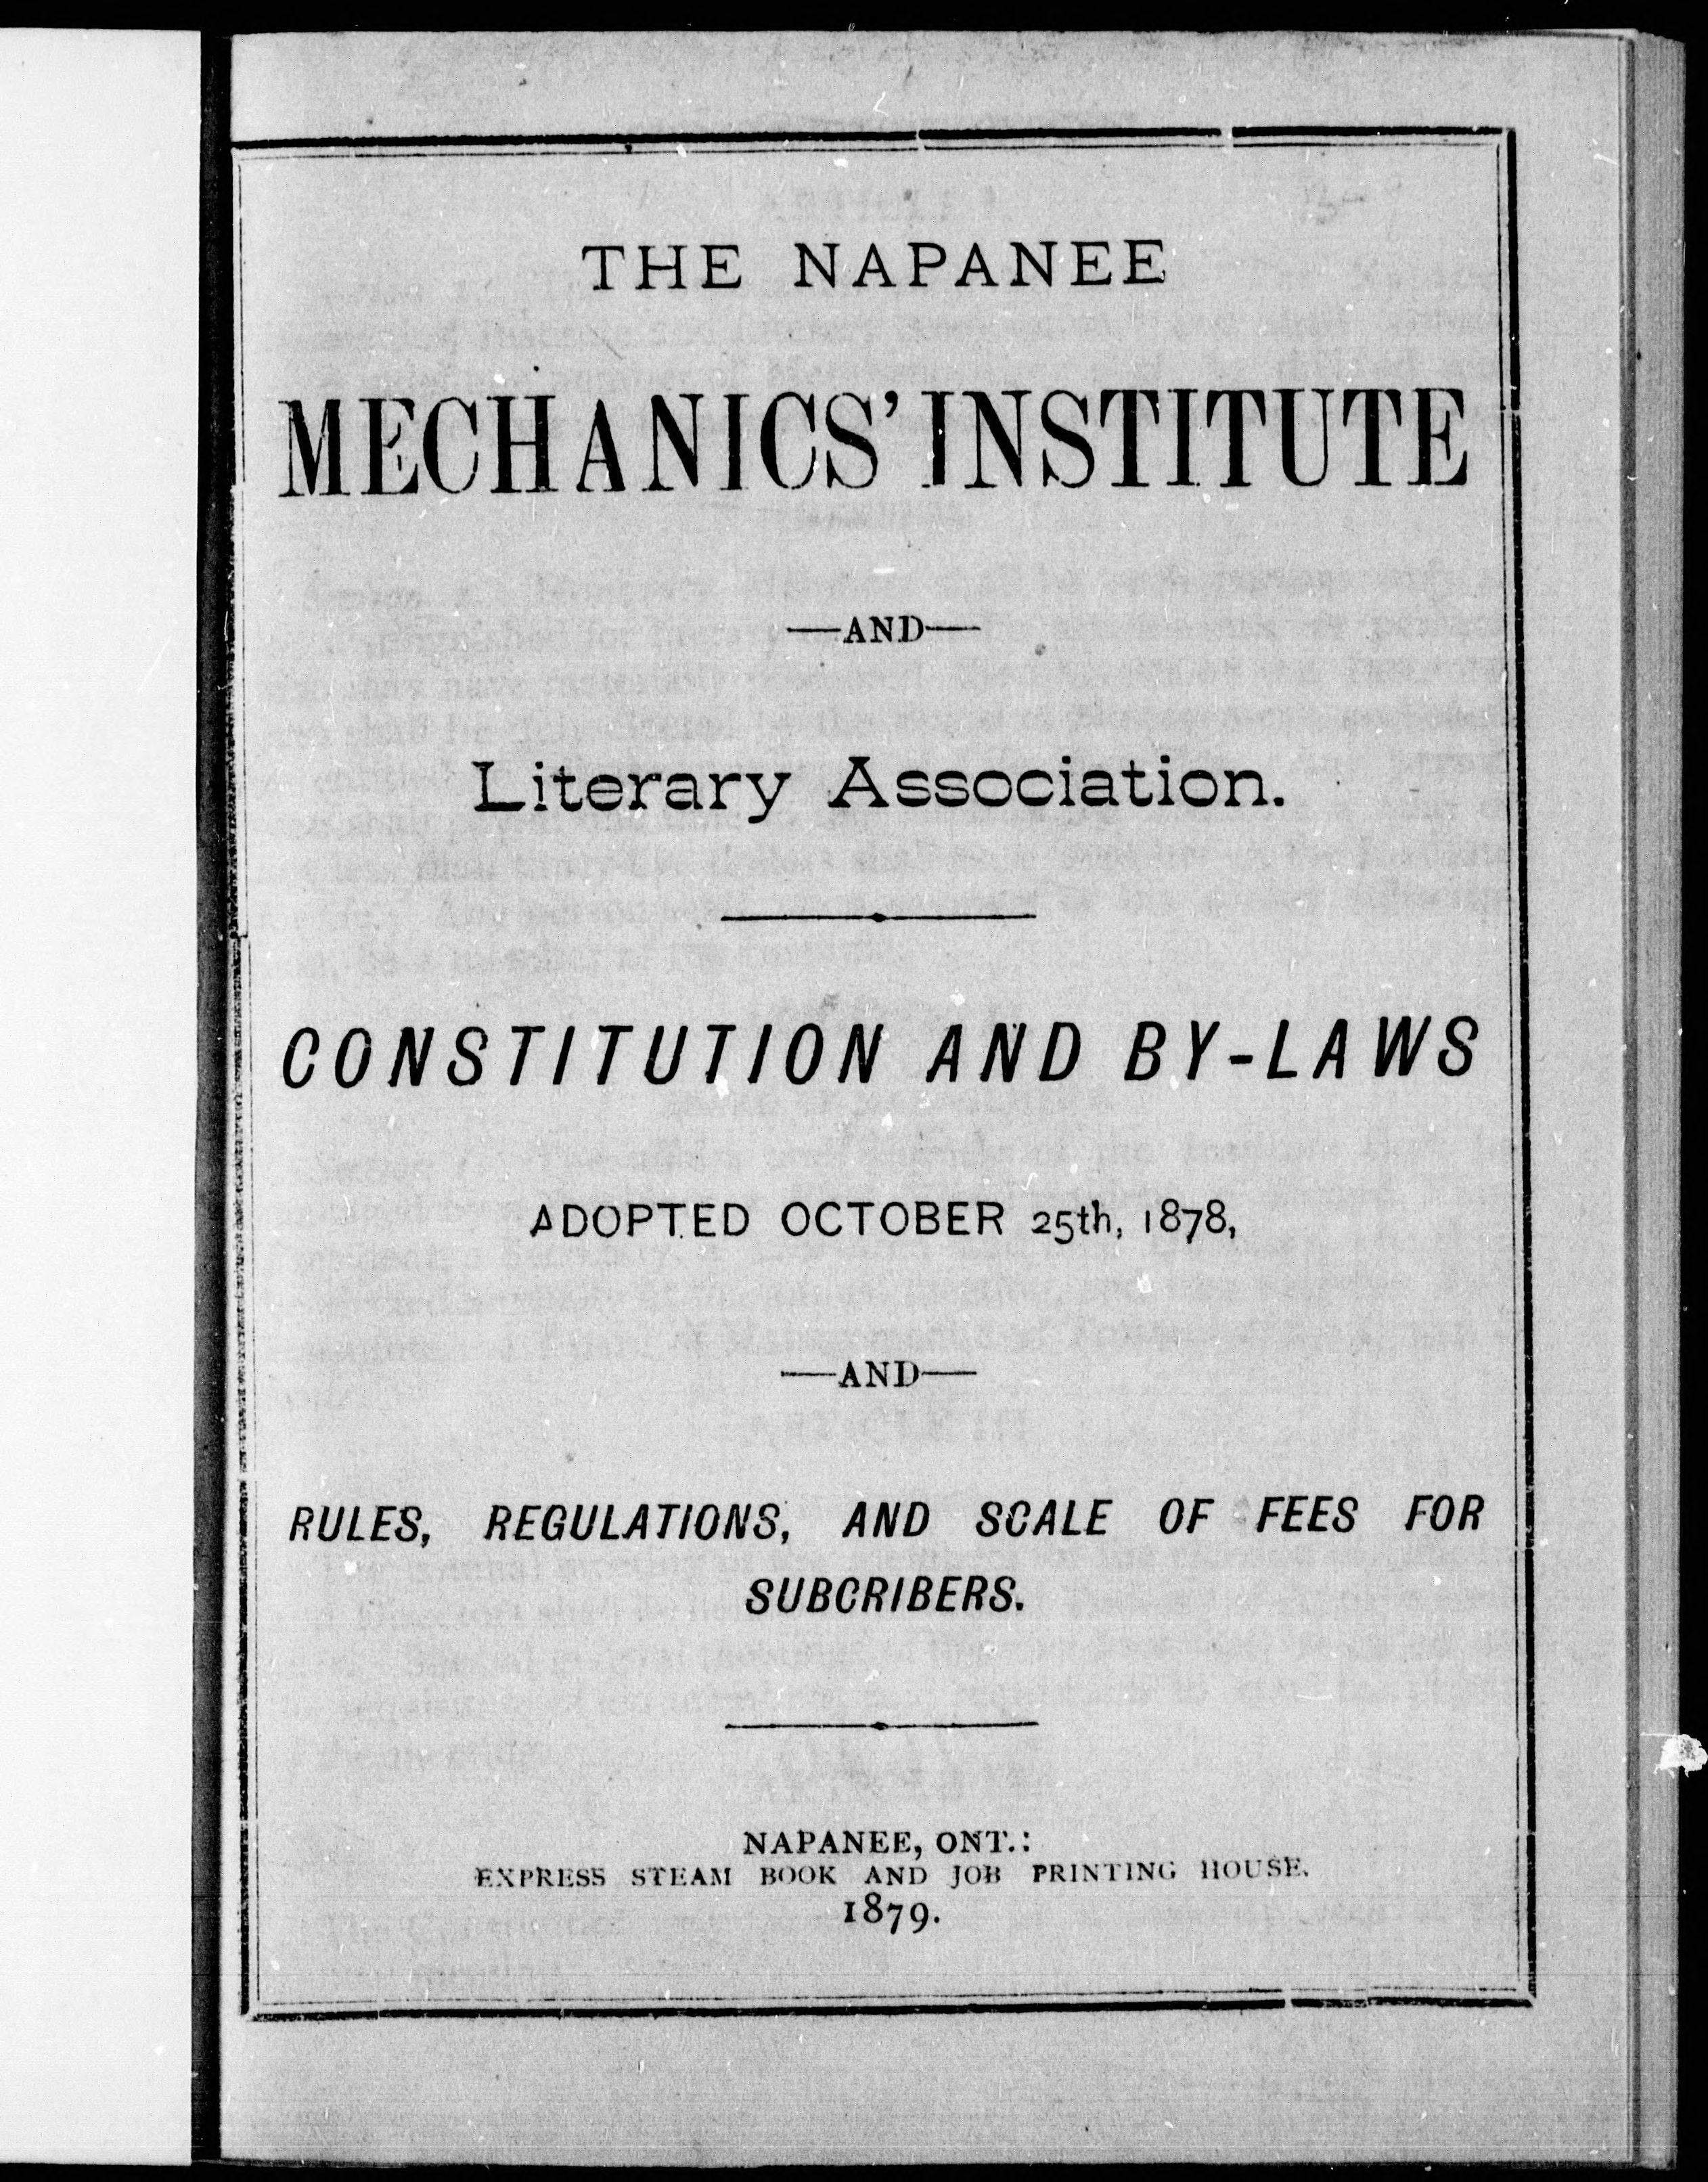 THE NAPANEE
MECHANICS' INSTITUTE
—AND—
Literary Association.
CONSTITUTION AND BY-LAWS
ADOPTED OCTOBER 25th, 1878,
—AND—
RULES, REGULATIONS, AND SCALE OF FEES FOR
SUBCRIBERS.
NAPANEE, ONT.:
EXPRESS STEAM BOOK AND JOB PRINTING HOUSE.
1879.